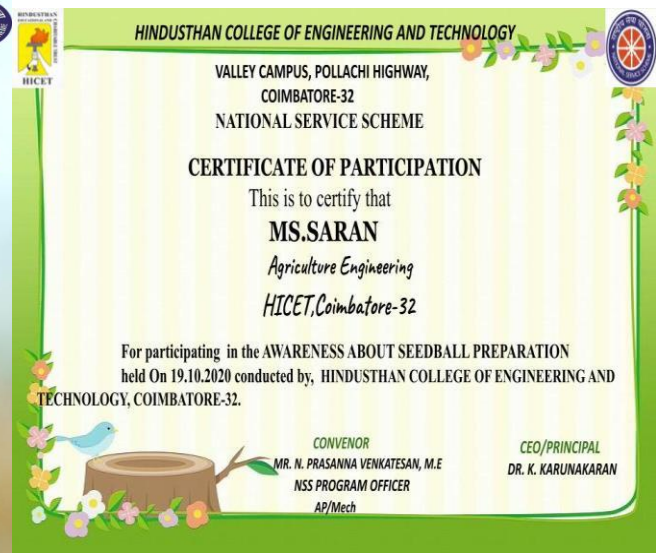 HINDUSTHAN
HICET
HINDUSTHAN COLLEGE OF ENGINEERING AND TECHNOLOGY
VALLEY CAMPUS, POLLACHI HIGHWAY,
COIMBATORE-32
NATIONAL SERVICE SCHEME
CERTIFICATE OF PARTICIPATION
This is to certify that
MS.SARAN
Agriculture Engineering
HICET,Coimbatore-32
For participating in the AWARENESS ABOUT SEEDBALL PREPARATION
held On 19.10.2020 conducted by, HINDUSTHAN COLLEGE OF ENGINEERING AND
TECHNOLOGY, COIMBATORE-32.
CONVENOR
MR. N. PRASANNA VENKATESAN, M.E
NSS PROGRAM OFFICER
AP/Mech
CEO/PRINCIPAL
DR. K. KARUNAKARAN